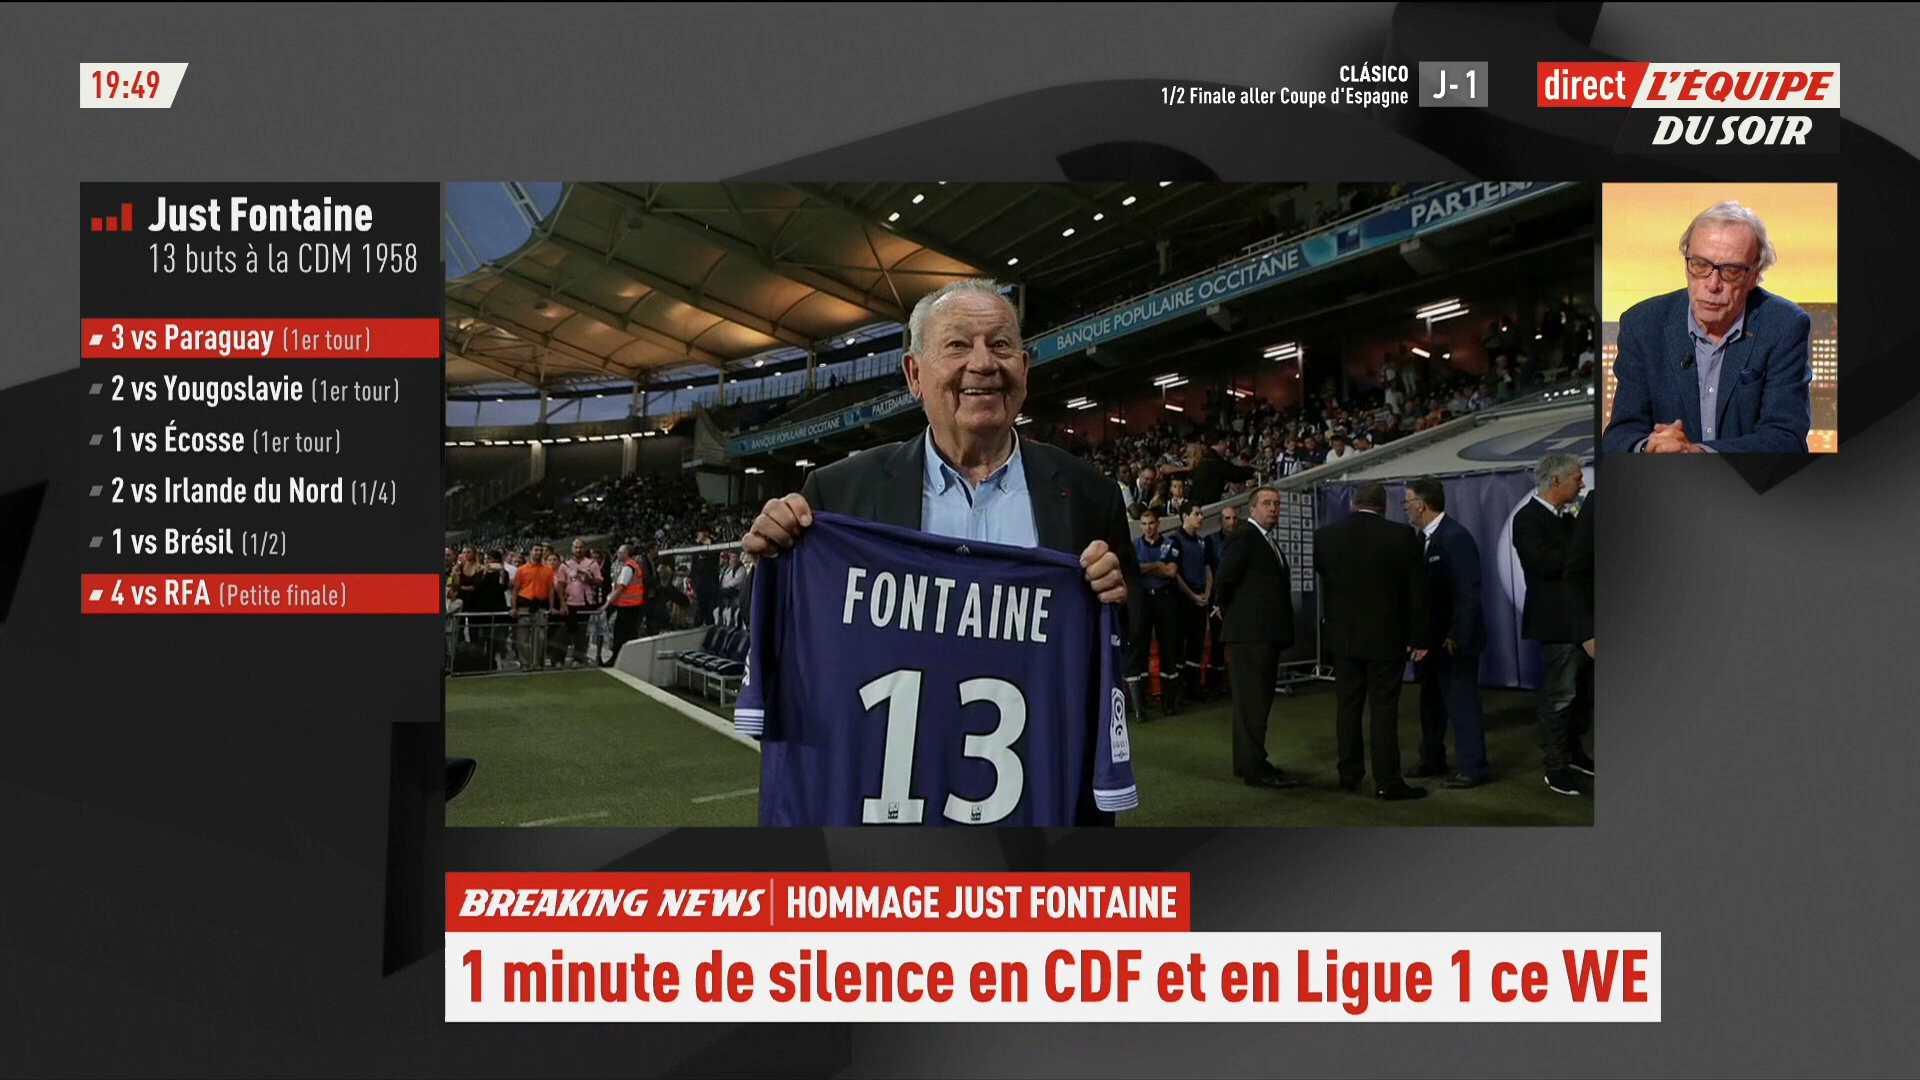 19:49
CLÁSICO
1/2 Finale aller Coupe d'Espagne
J-1
direct L'ÉQUIPE
DU SOIR
Just Fontaine
13 buts à la CDM 1958
3 vs Paraguay (1er tour)
2 vs Yougoslavie (1er tour)
1 vs Écosse (1er tour)
2 vs Irlande du Nord (1/4)
1 vs Brésil (1/2)
4 vs RFA (Petite finale)
BANQUE POPULAIRE OCCITANE
BANQUE POPULAIRE OCCITANE
FONTAINE
13
BREAKING NEWS | HOMMAGE JUST FONTAINE
1 minute de silence en CDF et en Ligue 1 ce WE